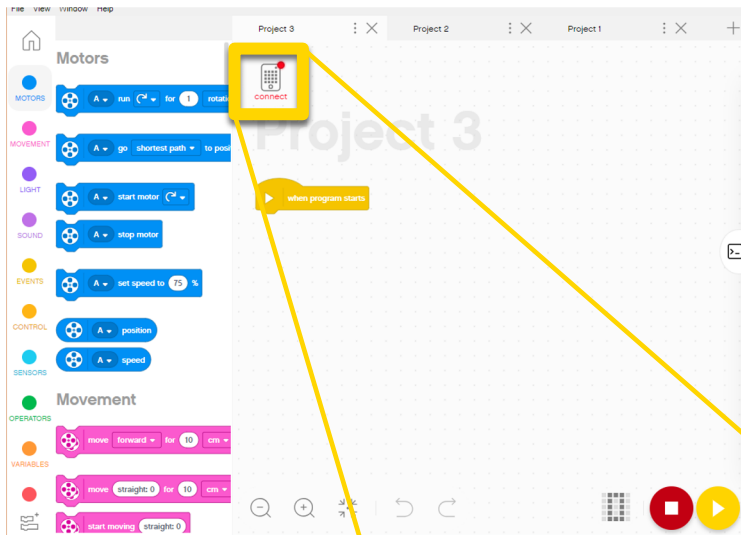 File View Window Help
Project 3
Project 2
Project 1
MOTORS
MOVEMENT
LIGHT
SOUND
EVENTS
CONTROL
SENSORS
OPERATORS
VARIABLES
Motors
A run for 1
A go shortest path to
A start motor
A stop motor
A set speed to 75 %
A position
A speed
Movement
move forward for 10 cm
move straight: 0 for 10 cm
start moving straight: 0
connect
Project 3
when program starts